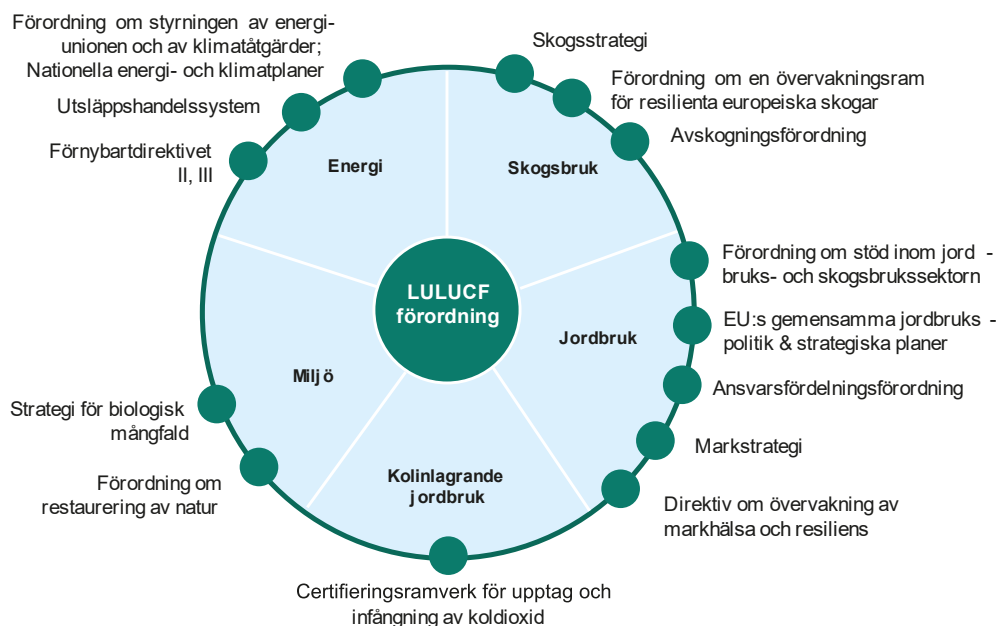 Förordning om styrningen av energi-
unionen och av klimatåtgärder;
Nationella energi- och klimatplaner
Utsläppshandelssystem
Förnybartdirektivet
II, III
Skogsstrategi
Förordning om en övervakningsram
för resilienta europeiska skogar
Avskogningsförordning
Energi
Skogsbruk
Förordning om stöd inom jord -
bruks- och skogsbrukssektorn
LULUCF
förordning
EU:s gemensamma jordbruks -
politik & strategiska planer
Jordbruk
Miljö
Ansvarsfördelningsförordning
Strategi för biologisk
mångfald
Markstrategi
Kolinlagrande
jordbruk
Förordning om
restaurering av natur
Direktiv om övervakning av
markhälsa och resiliens
Certifieringsramverk för upptag och
infångning av koldioxid